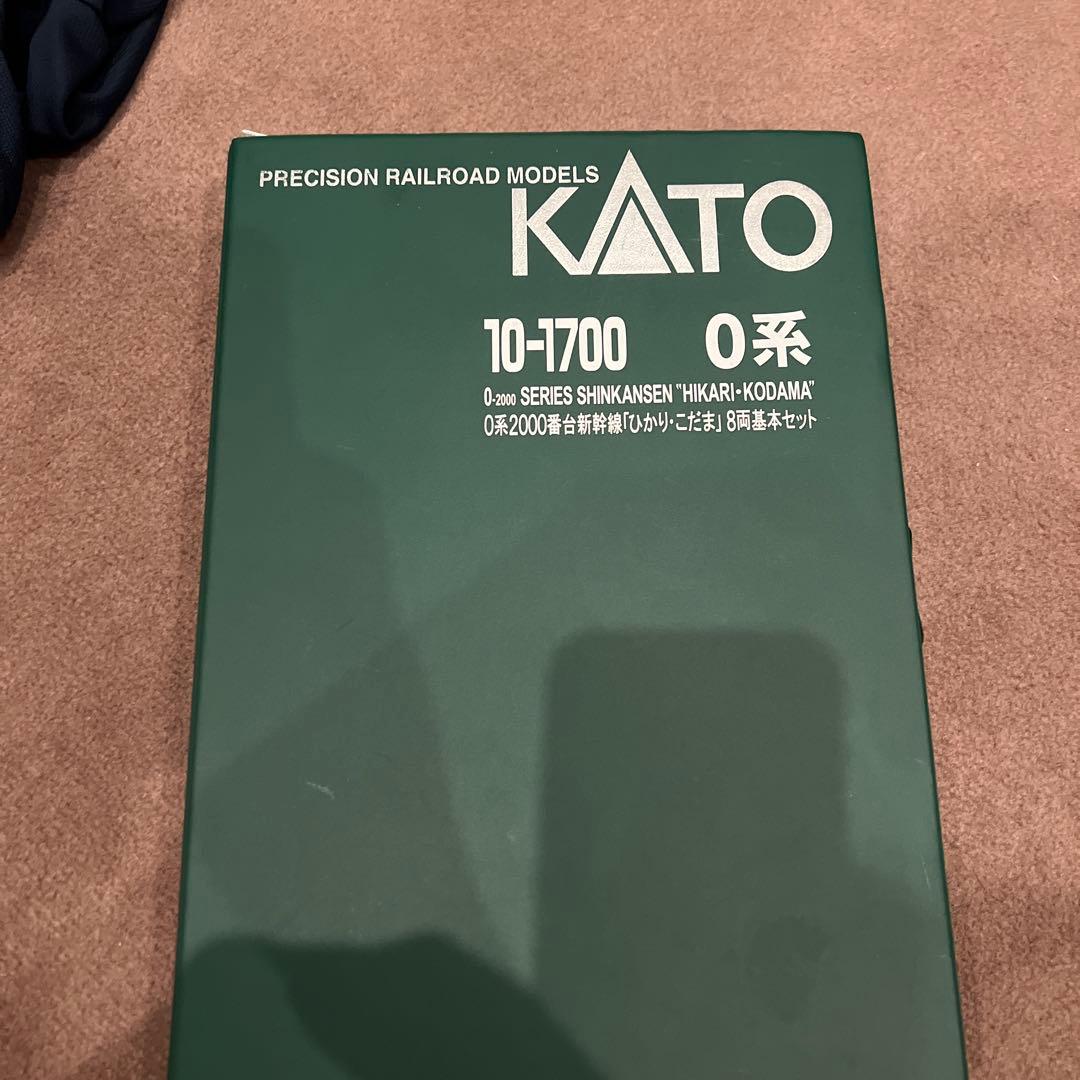 PRECISION RAILROAD MODELS
KATO
10-1700 0系
0-2000 SERIES SHINKANSEN "HIKARI・KODAMA"
0系2000番台新幹線「ひかり・こだま」8両基本セット